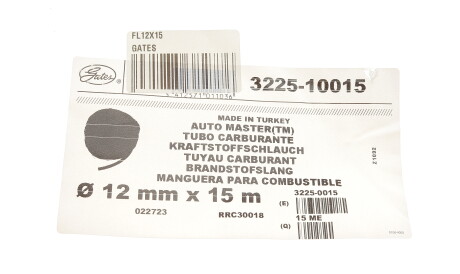 FL12X15
GATES
Gates
3225-10015
MADE IN TURKEY
AUTO MASTER(TM)
TUBO CARBURANTE
KRAFTSTOFFSCHLAUCH
TUYAU CARBURANT
BRANDSTOFSLANG
MANGUERA PARA COMBUSTIBLE
Ø 12 mm x 15 m
(E) 3225-0015
022723
RRC30018
(Q) 15 ME
21032